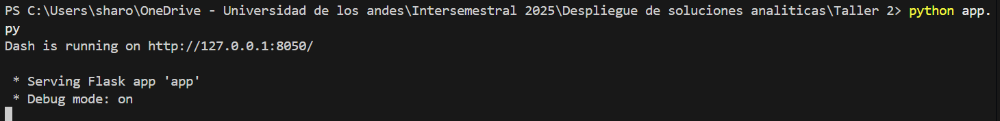 PS C:\Users\sharo\OneDrive - Universidad de los andes\Intersemestral 2025\Despliegue de soluciones analiticas\Taller 2> python app.
py
Dash is running on http://127.0.0.1:8050/
* Serving Flask app 'app'
* Debug mode: on